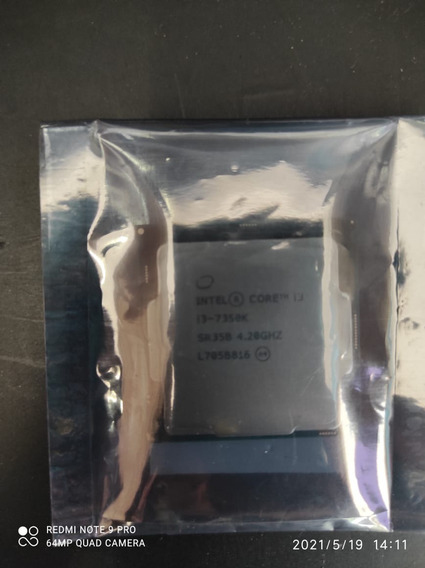 INTEL® CORE™ i3
i3-7350K
SR35B 4.20GHZ
L705B816
REDMI NOTE 9 PRO
64MP QUAD CAMERA
2021/5/19 14:11